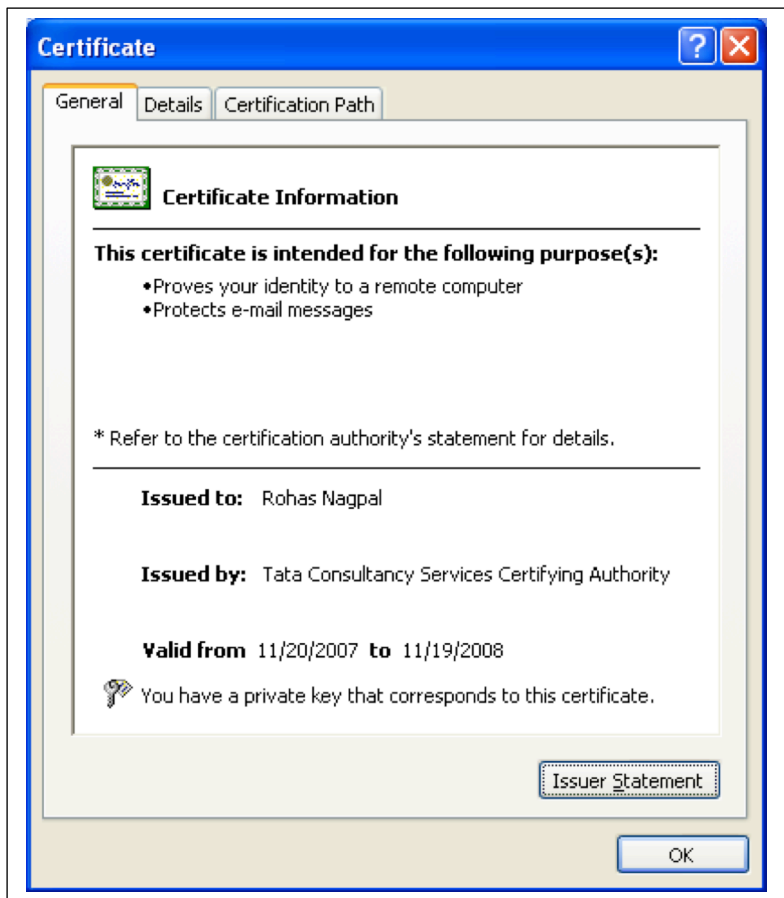 Certificate
General Details Certification Path
Certificate Information
This certificate is intended for the following purpose(s):
•Proves your identity to a remote computer
•Protects e-mail messages
* Refer to the certification authority's statement for details.
Issued to: Rohas Nagpal
Issued by: Tata Consultancy Services Certifying Authority
Valid from 11/20/2007 to 11/19/2008
You have a private key that corresponds to this certificate.
Issuer Statement
OK